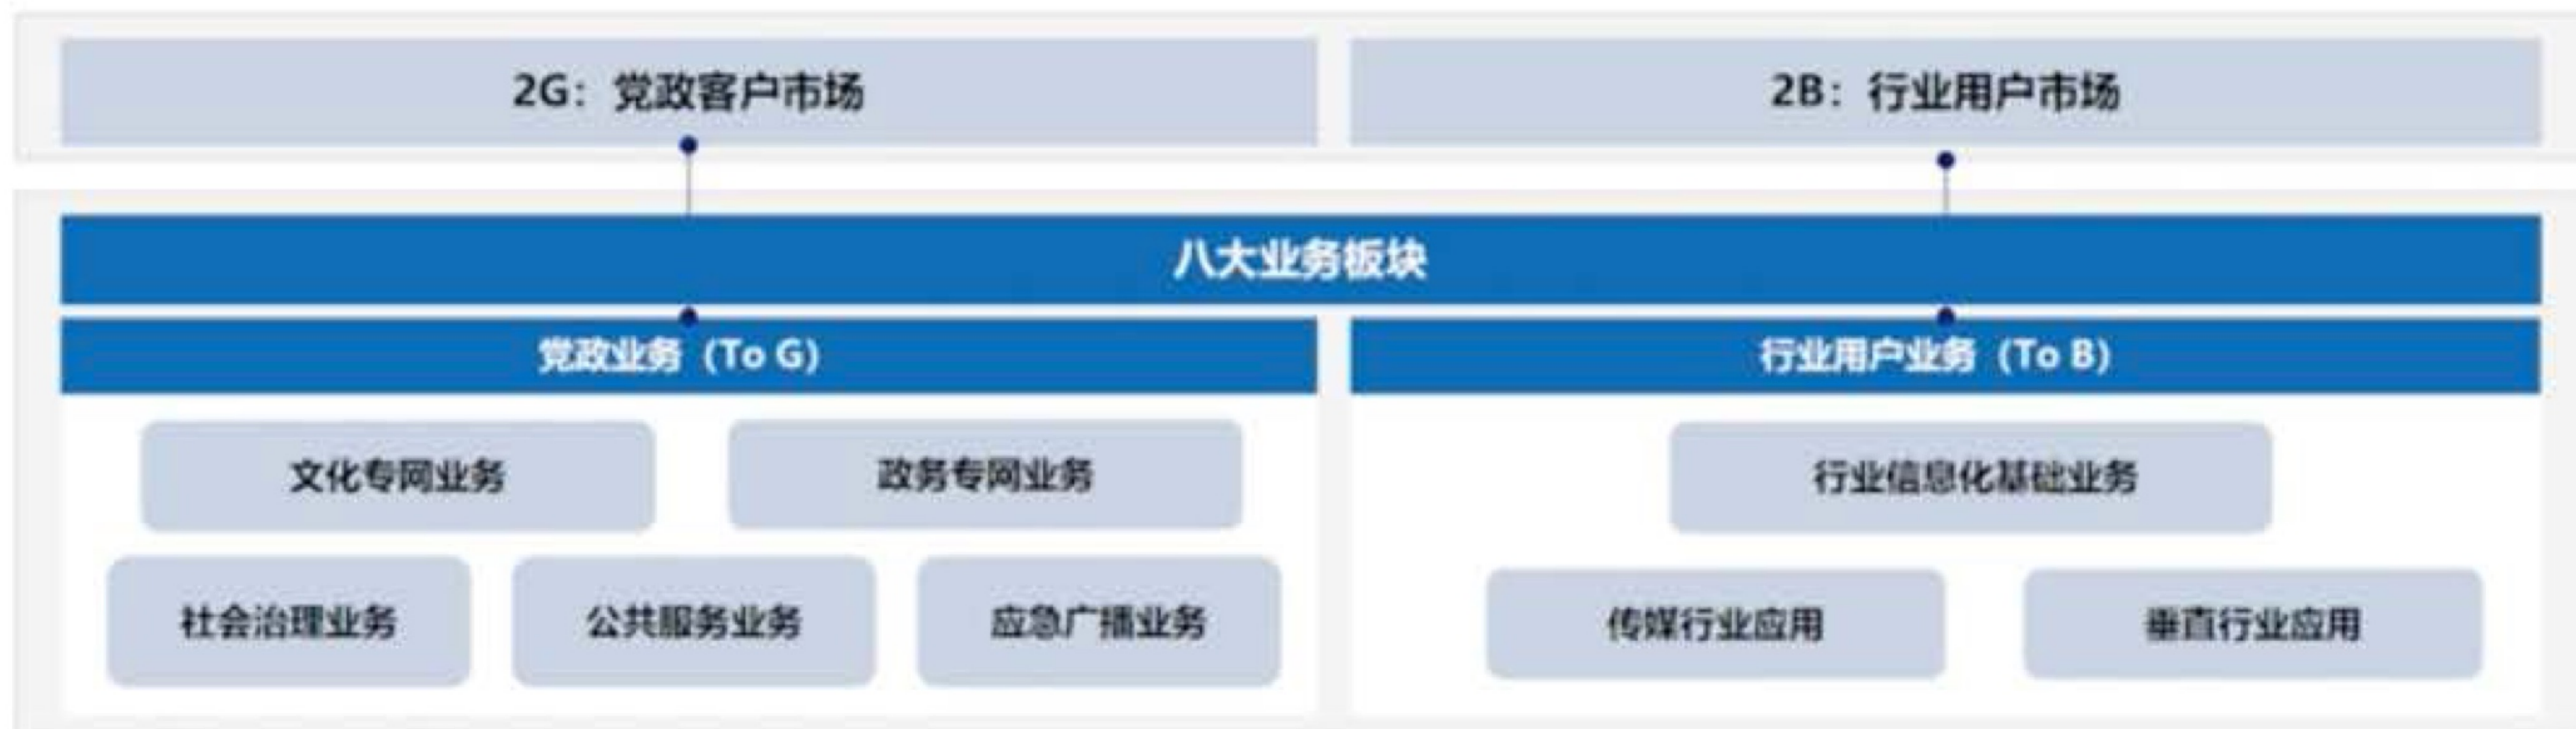 2G：党政客户市场
2B：行业用户市场
八大业务板块
党政业务（To G）
行业用户业务（To B）
文化专网业务
政务专网业务
行业信息化基础业务
社会治理业务
公共服务业务
应急广播业务
传媒行业应用
垂直行业应用